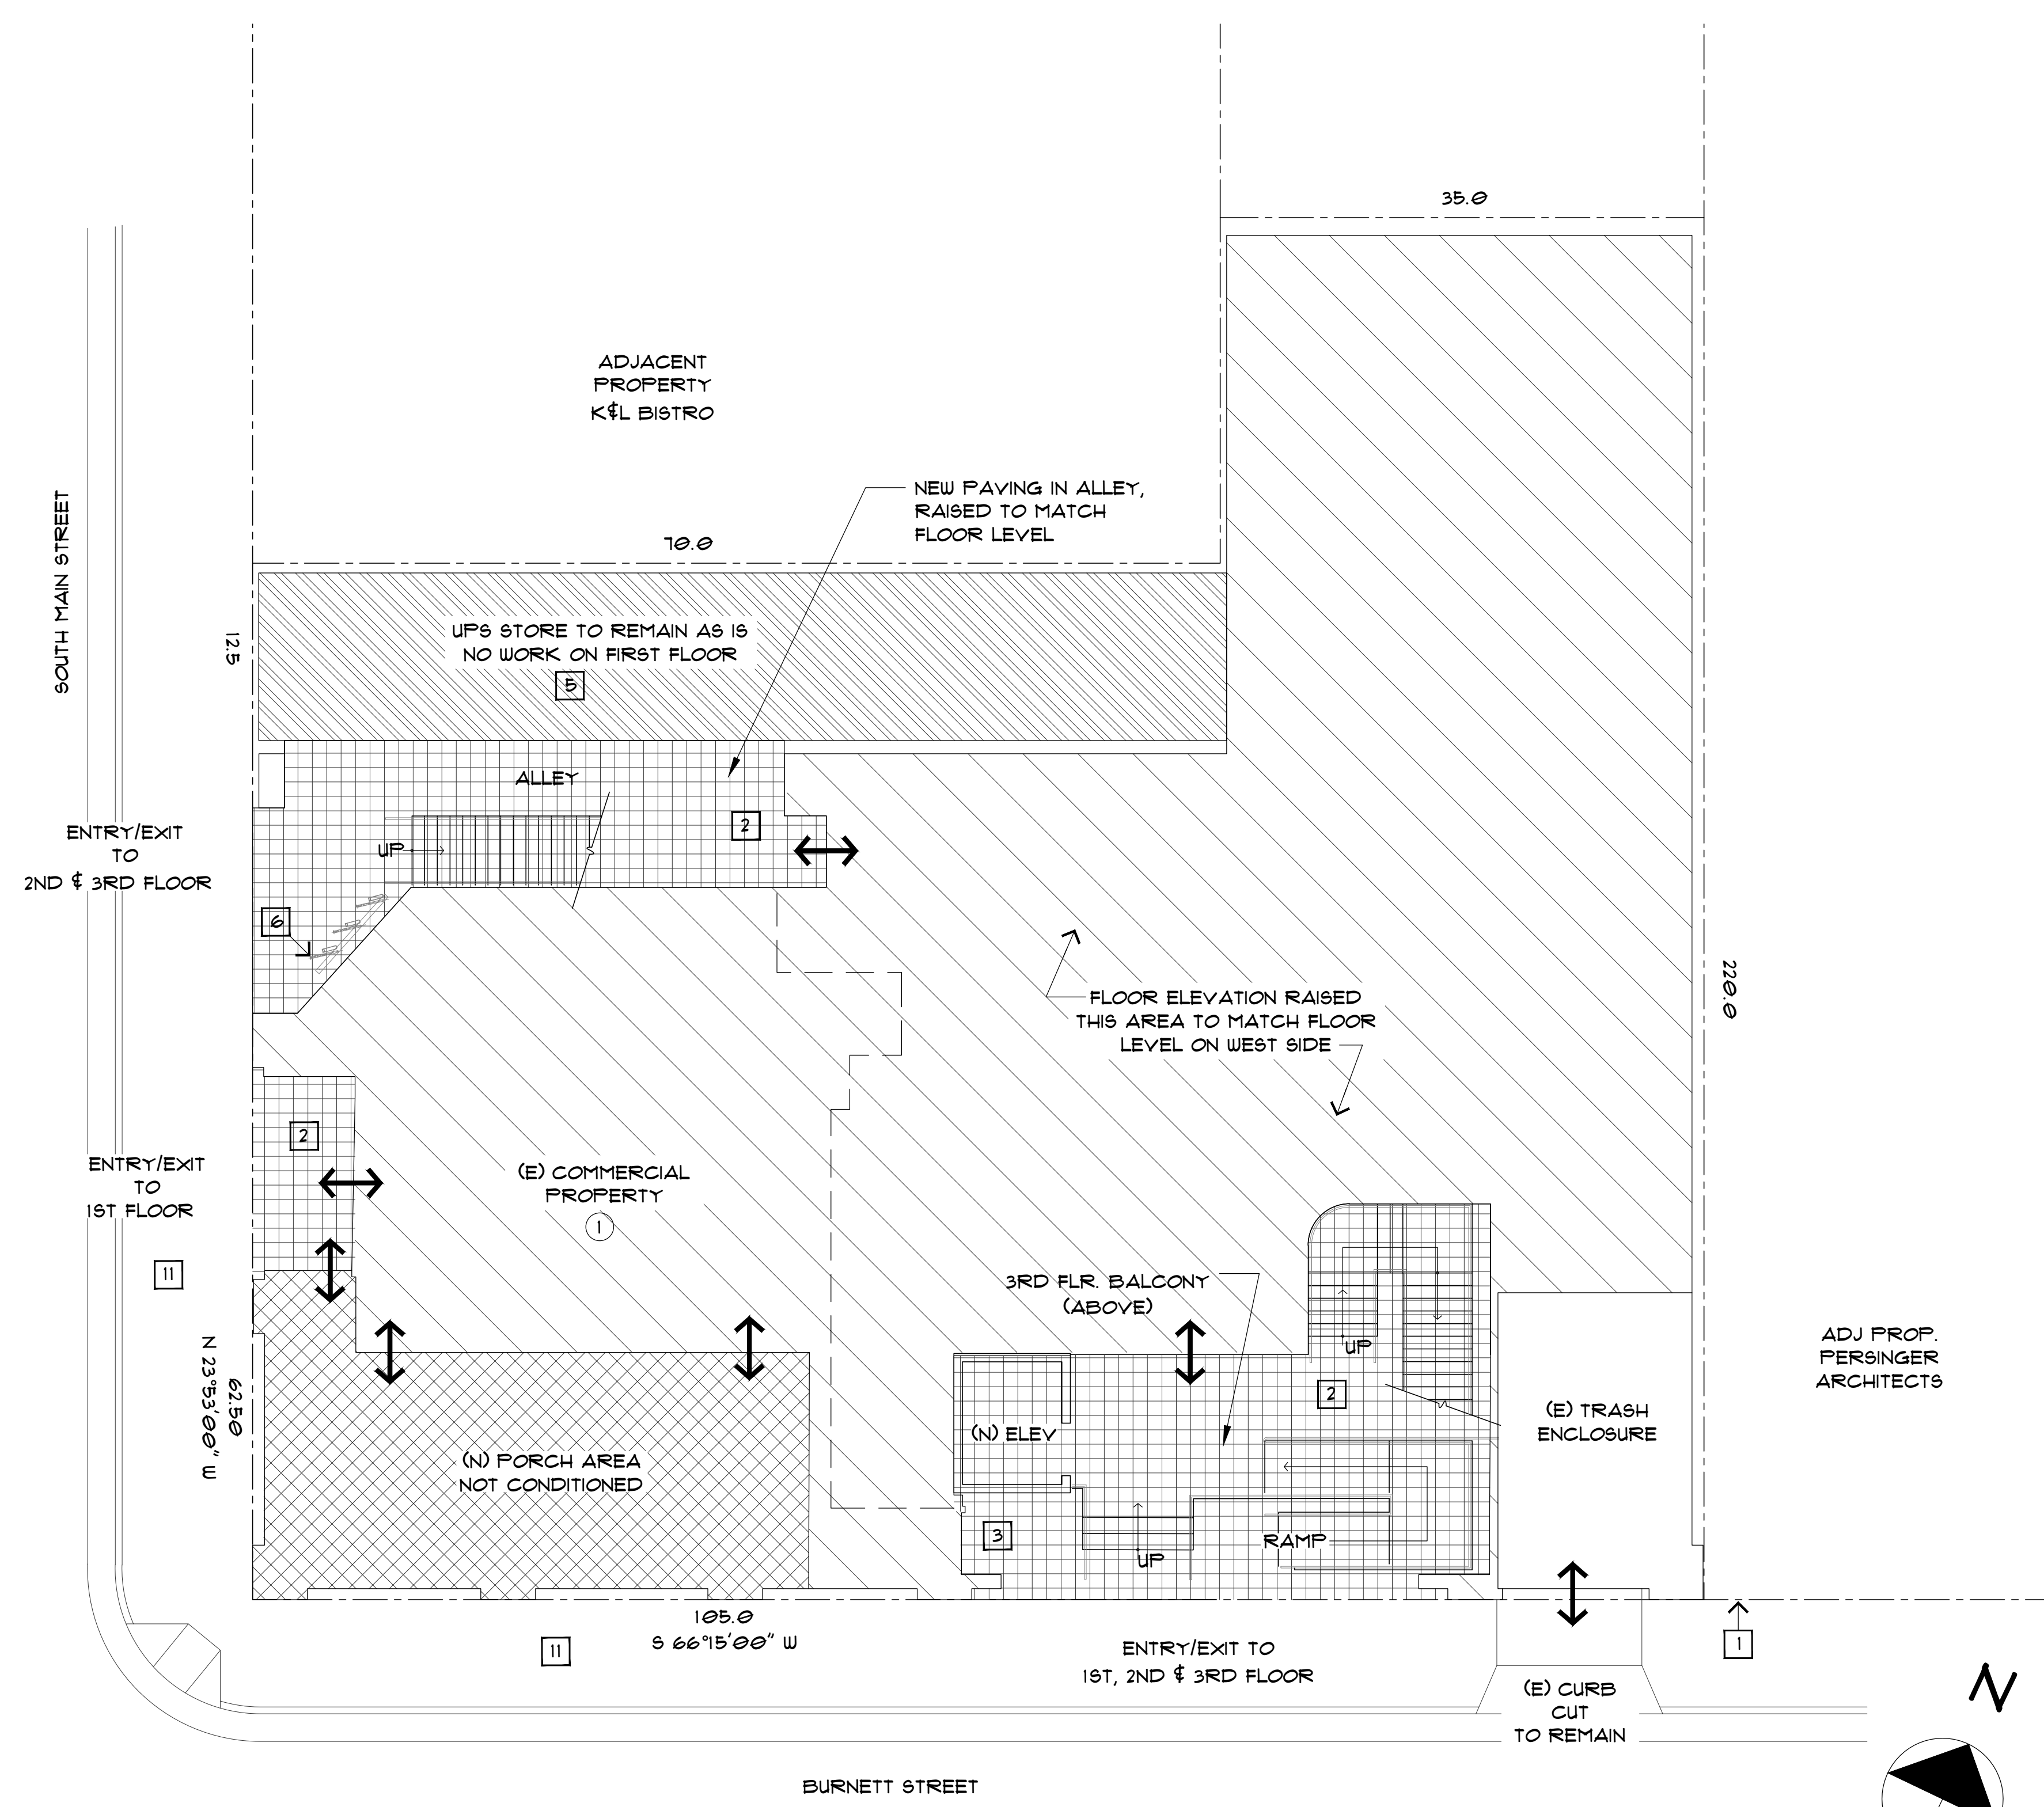 35.0
ADJACENT
PROPERTY
K&L BISTRO
NEW PAVING IN ALLEY,
RAISED TO MATCH
FLOOR LEVEL
70.0
SOUTH MAIN STREET
12.5
UPS STORE TO REMAIN AS IS
NO WORK ON FIRST FLOOR
5
ALLEY
2
UP
ENTRY/EXIT
TO
2ND & 3RD FLOOR
6
FLOOR ELEVATION RAISED
THIS AREA TO MATCH FLOOR
LEVEL ON WEST SIDE
220.0
2
ENTRY/EXIT
TO
1ST FLOOR
11
(E) COMMERCIAL
PROPERTY
1
3RD FLR. BALCONY
(ABOVE)
UP
2
ADJ PROP.
PERSINGER
ARCHITECTS
62.50
N 23°53'00" W
(N) PORCH AREA
NOT CONDITIONED
(N) ELEV
(E) TRASH
ENCLOSURE
3
UP
RAMP
105.0
S 66°15'00" W
11
ENTRY/EXIT TO
1ST, 2ND & 3RD FLOOR
1
(E) CURB
CUT
TO REMAIN
N
BURNETT STREET